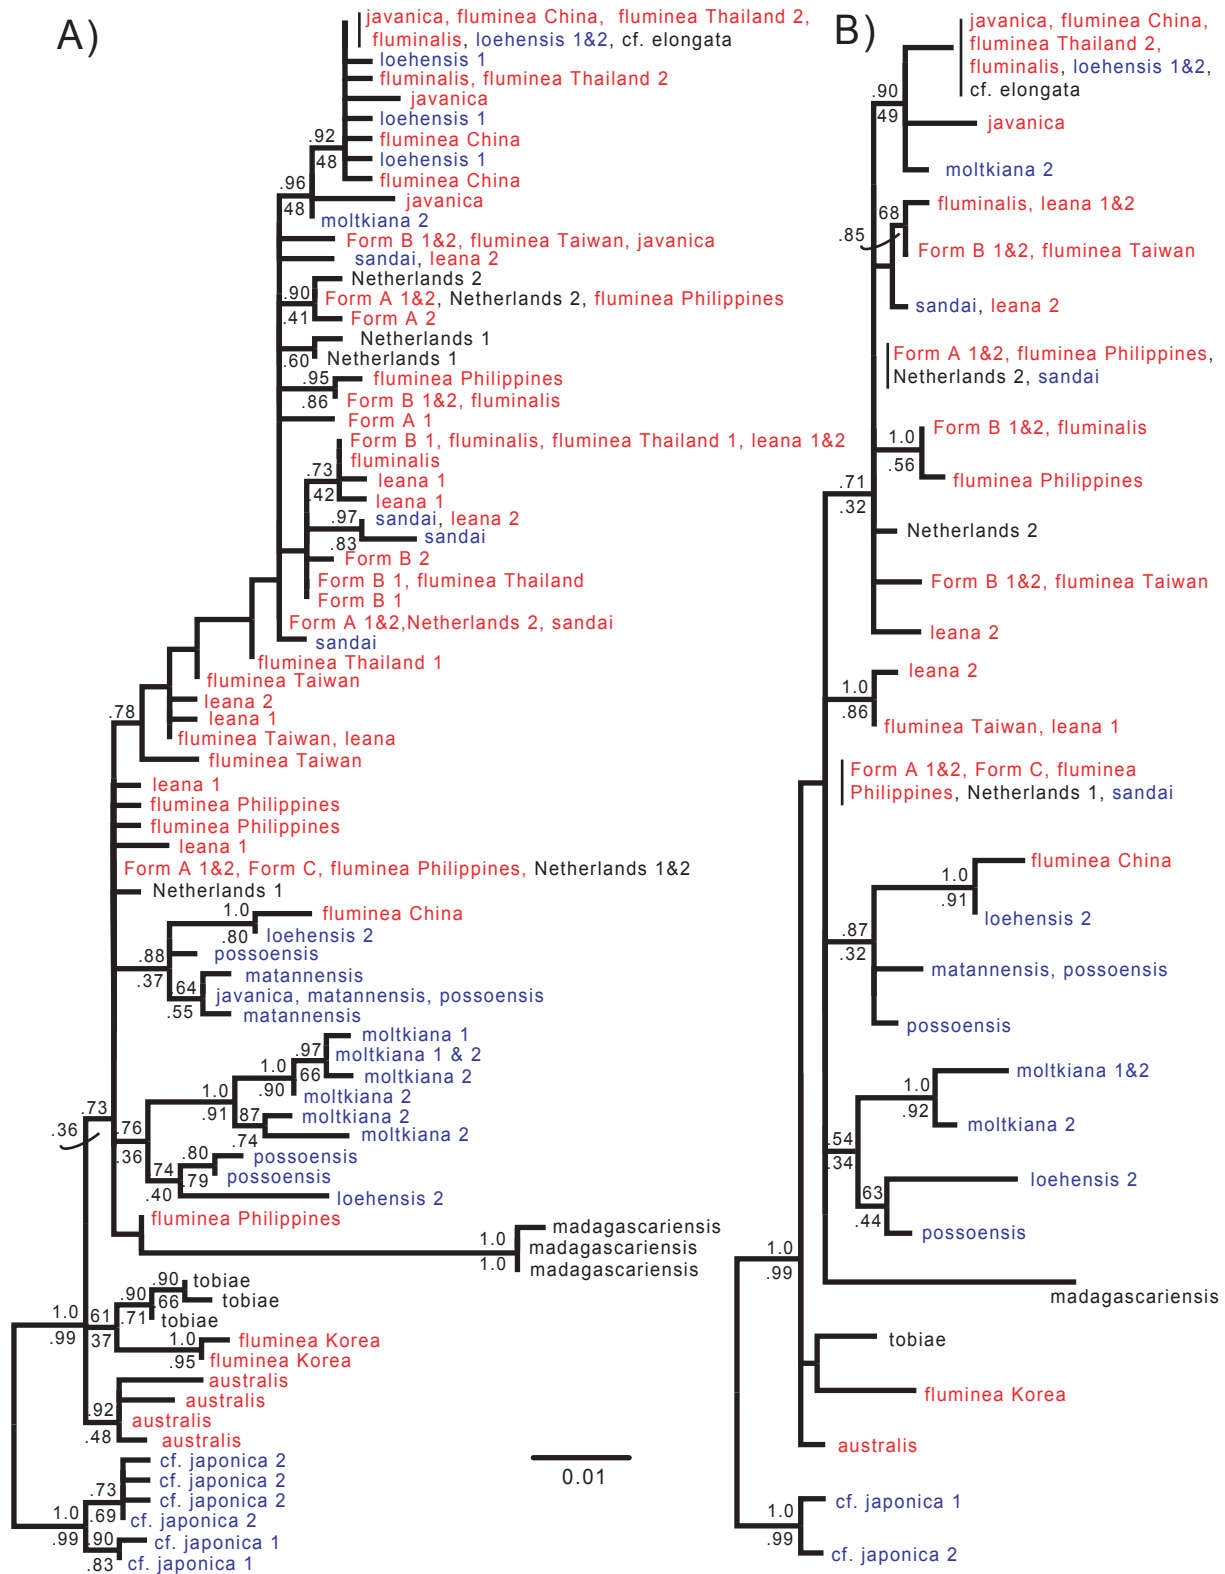 A)
javanica, fluminea China, fluminea Thailand 2,
fluminalis, loehensis 1&2, cf. elongata
loehensis 1
fluminalis, fluminea Thailand 2
javanica
loehensis 1
.92
fluminea China
48
loehensis 1
fluminea China
.96
javanica
48
moltkiana 2
Form B 1&2, fluminea Taiwan, javanica
sandai, leana 2
Netherlands 2
.90
Form A 1&2, Netherlands 2, fluminea Philippines
.41
Form A 2
Netherlands 1
.60
Netherlands 1
.95
fluminea Philippines
.86
Form B 1&2, fluminalis
Form A 1
Form B 1, fluminalis, fluminea Thailand 1, leana 1&2
fluminalis
.73
leana 1
.42
leana 1
.97
sandai, leana 2
.83
sandai
Form B 2
Form B 1, fluminea Thailand
Form B 1
Form A 1&2,Netherlands 2, sandai
sandai
fluminea Thailand 1
fluminea Taiwan
leana 2
.78
leana 1
fluminea Taiwan, leana
fluminea Taiwan
leana 1
fluminea Philippines
fluminea Philippines
leana 1
Form A 1&2, Form C, fluminea Philippines, Netherlands 1&2
Netherlands 1
1.0
fluminea China
.80
loehensis 2
.88
possoensis
.37
matannensis
.64
javanica, matannensis, possoensis
.55
matannensis
moltkiana 1
.97
moltkiana 1 & 2
1.0
.66
moltkiana 2
.90
moltkiana 2
1.0
.91
.87
moltkiana 2
.74
moltkiana 2
.73
.36
.76
.36
.80
possoensis
.74
.79
possoensis
.40
loehensis 2
fluminea Philippines
madagascariensis
1.0
madagascariensis
1.0
madagascariensis
.90
tobiae
.90
.66
tobiae
.71
tobiae
1.0
.99
.61
.37
1.0
fluminea Korea
.95
fluminea Korea
australis
australis
.92
australis
.48
australis
cf. japonica 2
cf. japonica 2
.73
cf. japonica 2
.69
cf. japonica 2
1.0
.99
.90
cf. japonica 1
.83
cf. japonica 1
0.01
B)
javanica, fluminea China,
fluminea Thailand 2,
fluminalis, loehensis 1&2,
cf. elongata
.90
49
javanica
moltkiana 2
fluminalis, leana 1&2
68
.85
Form B 1&2, fluminea Taiwan
sandai, leana 2
Form A 1&2, fluminea Philippines,
Netherlands 2, sandai
Form B 1&2, fluminalis
1.0
.56
fluminea Philippines
.71
.32
Netherlands 2
Form B 1&2, fluminea Taiwan
leana 2
leana 2
1.0
.86
fluminea Taiwan, leana 1
Form A 1&2, Form C, fluminea
Philippines, Netherlands 1, sandai
fluminea China
1.0
.91
loehensis 2
.87
.32
matannensis, possoensis
possoensis
moltkiana 1&2
1.0
.92
moltkiana 2
.54
.34
loehensis 2
.63
.44
possoensis
1.0
.99
madagascariensis
tobiae
fluminea Korea
australis
cf. japonica 1
1.0
.99
cf. japonica 2